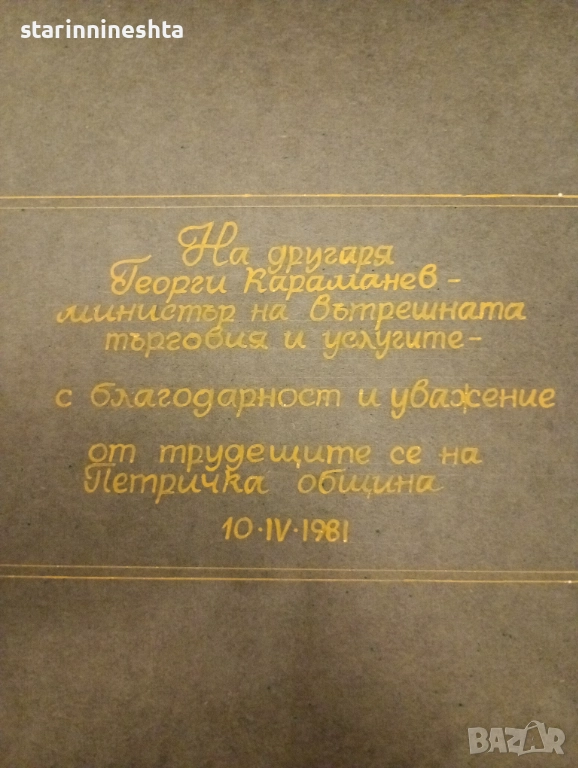 starinnineshta
На другаря
Георги Караманев -
министър на вътрешната
търговия и услугите -
с благодарност и уважение
от трудещите се на
Петричка община
10·IV·1981
BAZAR